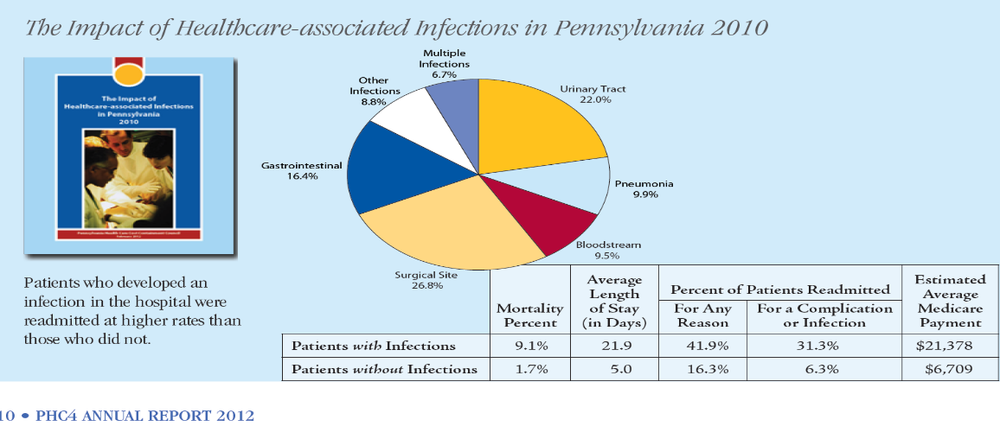 The Impact of Healthcare-associated Infections in Pennsylvania 2010
The Impact of
Healthcare-associated Infections
in Pennsylvania
2010
Pennsylvania Health Care Cost Containment Council
Multiple
Infections
6.7%
Other
Infections
8.8%
Urinary Tract
22.0%
Gastrointestinal
16.4%
Pneumonia
9.9%
Bloodstream
9.5%
Surgical Site
26.8%
Patients who developed an
infection in the hospital were
readmitted at higher rates than
those who did not.
Mortality
Percent
Average
Length
of Stay
(in Days)
Percent of Patients Readmitted
For Any
Reason
For a Complication
or Infection
Estimated
Average
Medicare
Payment
Patients with Infections 9.1% 21.9 41.9% 31.3% $21,378
Patients without Infections 1.7% 5.0 16.3% 6.3% $6,709
10 • PHC4 ANNUAL REPORT 2012